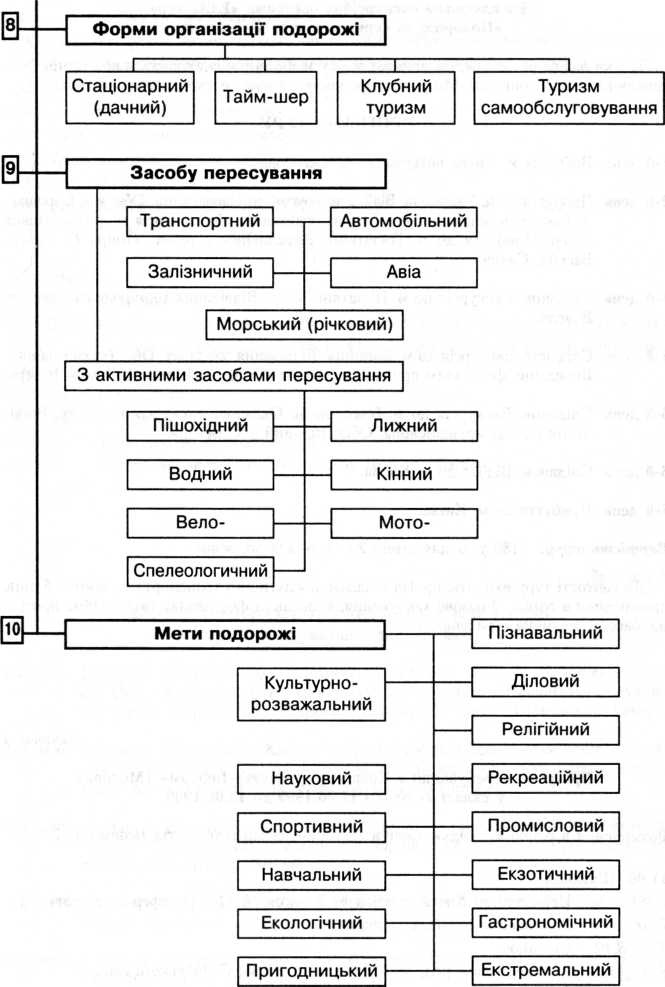 8 Форми організації подорожі
Стаціонарний
(дачний)
Тайм-шер
Клубний
туризм
Туризм
самообслуговування
9 Засобу пересування
Транспортний
Автомобільний
Залізничний
Авіа
Морський (річковий)
З активними засобами пересування
Пішохідний
Лижний
Водний
Кінний
Вело-
Мото-
Спелеологичний
10 Мети подорожі
Пізнавальний
Культурно-
розважальний
Діловий
Релігійний
Науковий
Рекреаційний
Спортивний
Промисловий
Навчальний
Екзотичний
Екологічний
Гастрономічний
Пригодницький
Екстремальний